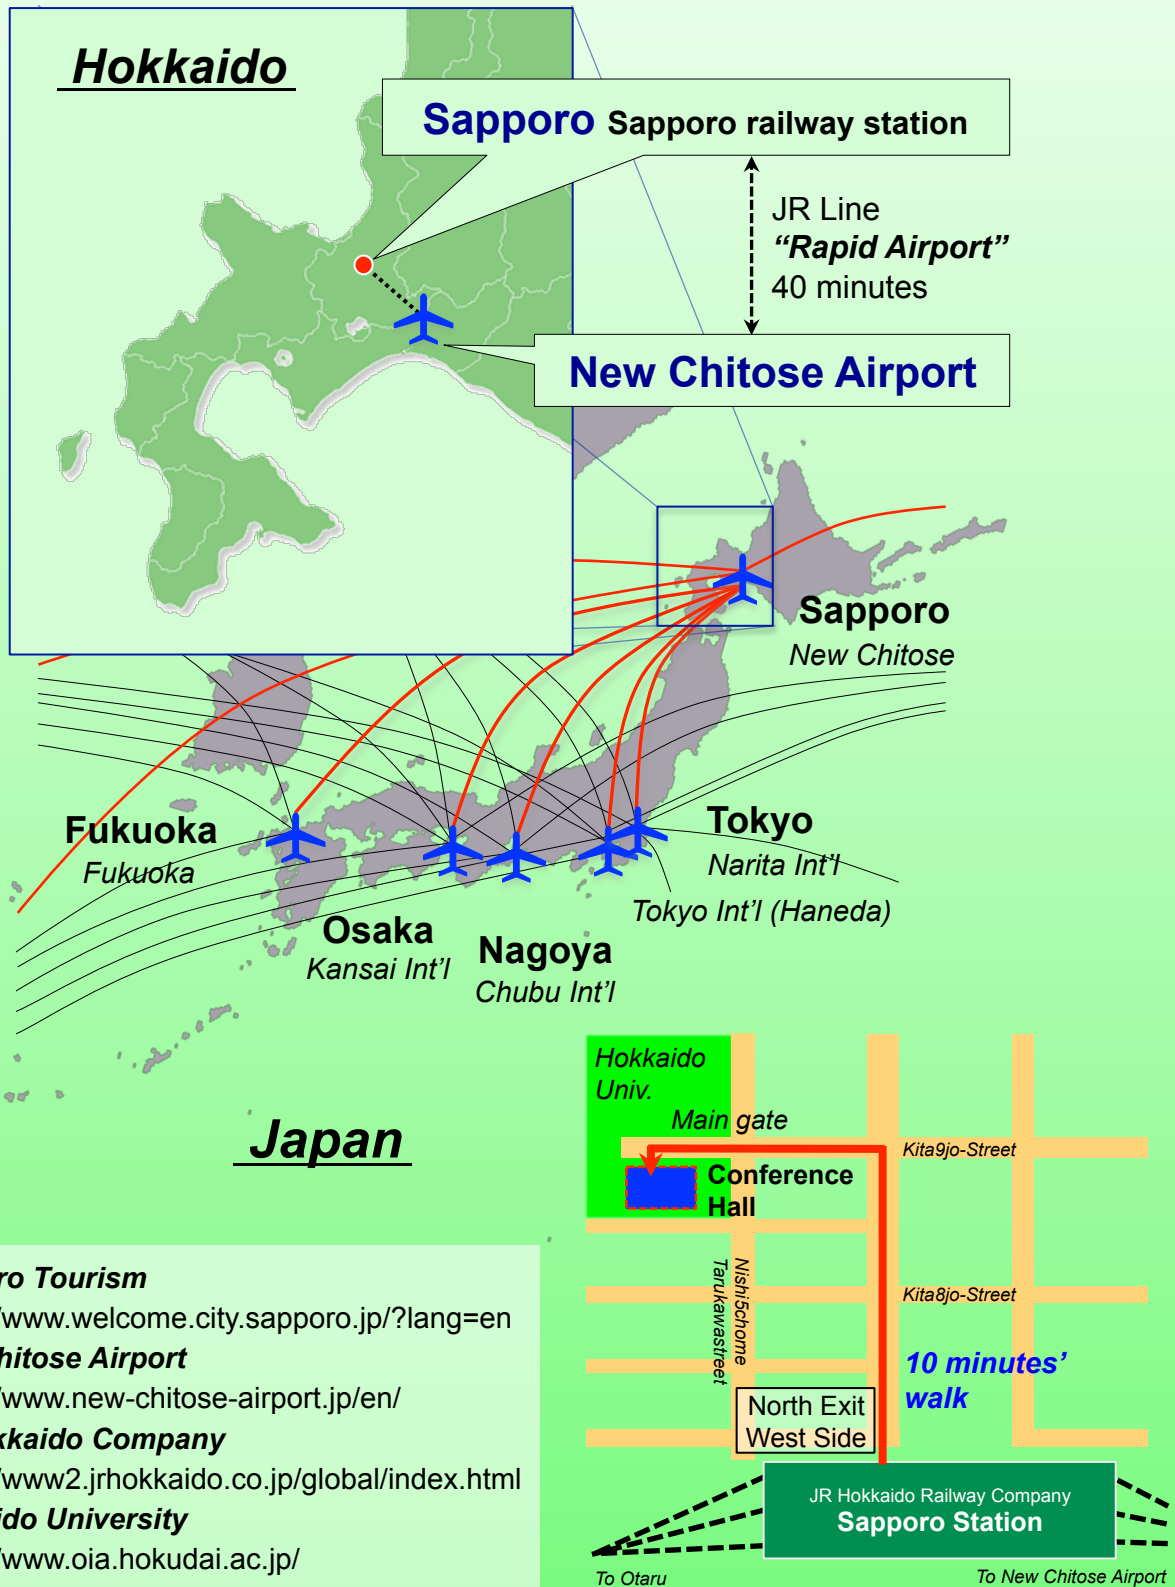 Hokkaido
Sapporo Sapporo railway station
JR Line
“Rapid Airport”
40 minutes
New Chitose Airport
Sapporo
New Chitose
Fukuoka
Fukuoka
Tokyo
Narita Int’l
Tokyo Int’l (Haneda)
Osaka
Kansai Int’l
Nagoya
Chubu Int’l
Japan
Hokkaido
Univ.
Main gate
Kita9jo-Street
Conference
Hall
Nishi5chome
Tarukawastreet
Kita8jo-Street
10 minutes’
walk
North Exit
West Side
JR Hokkaido Railway Company
Sapporo Station
To Otaru
To New Chitose Airport
ro Tourism
/www.welcome.city.sapporo.jp/?lang=en
hitose Airport
/www.new-chitose-airport.jp/en/
kkaido Company
/www2.jrhokkaido.co.jp/global/index.html
ido University
/www.oia.hokudai.ac.jp/